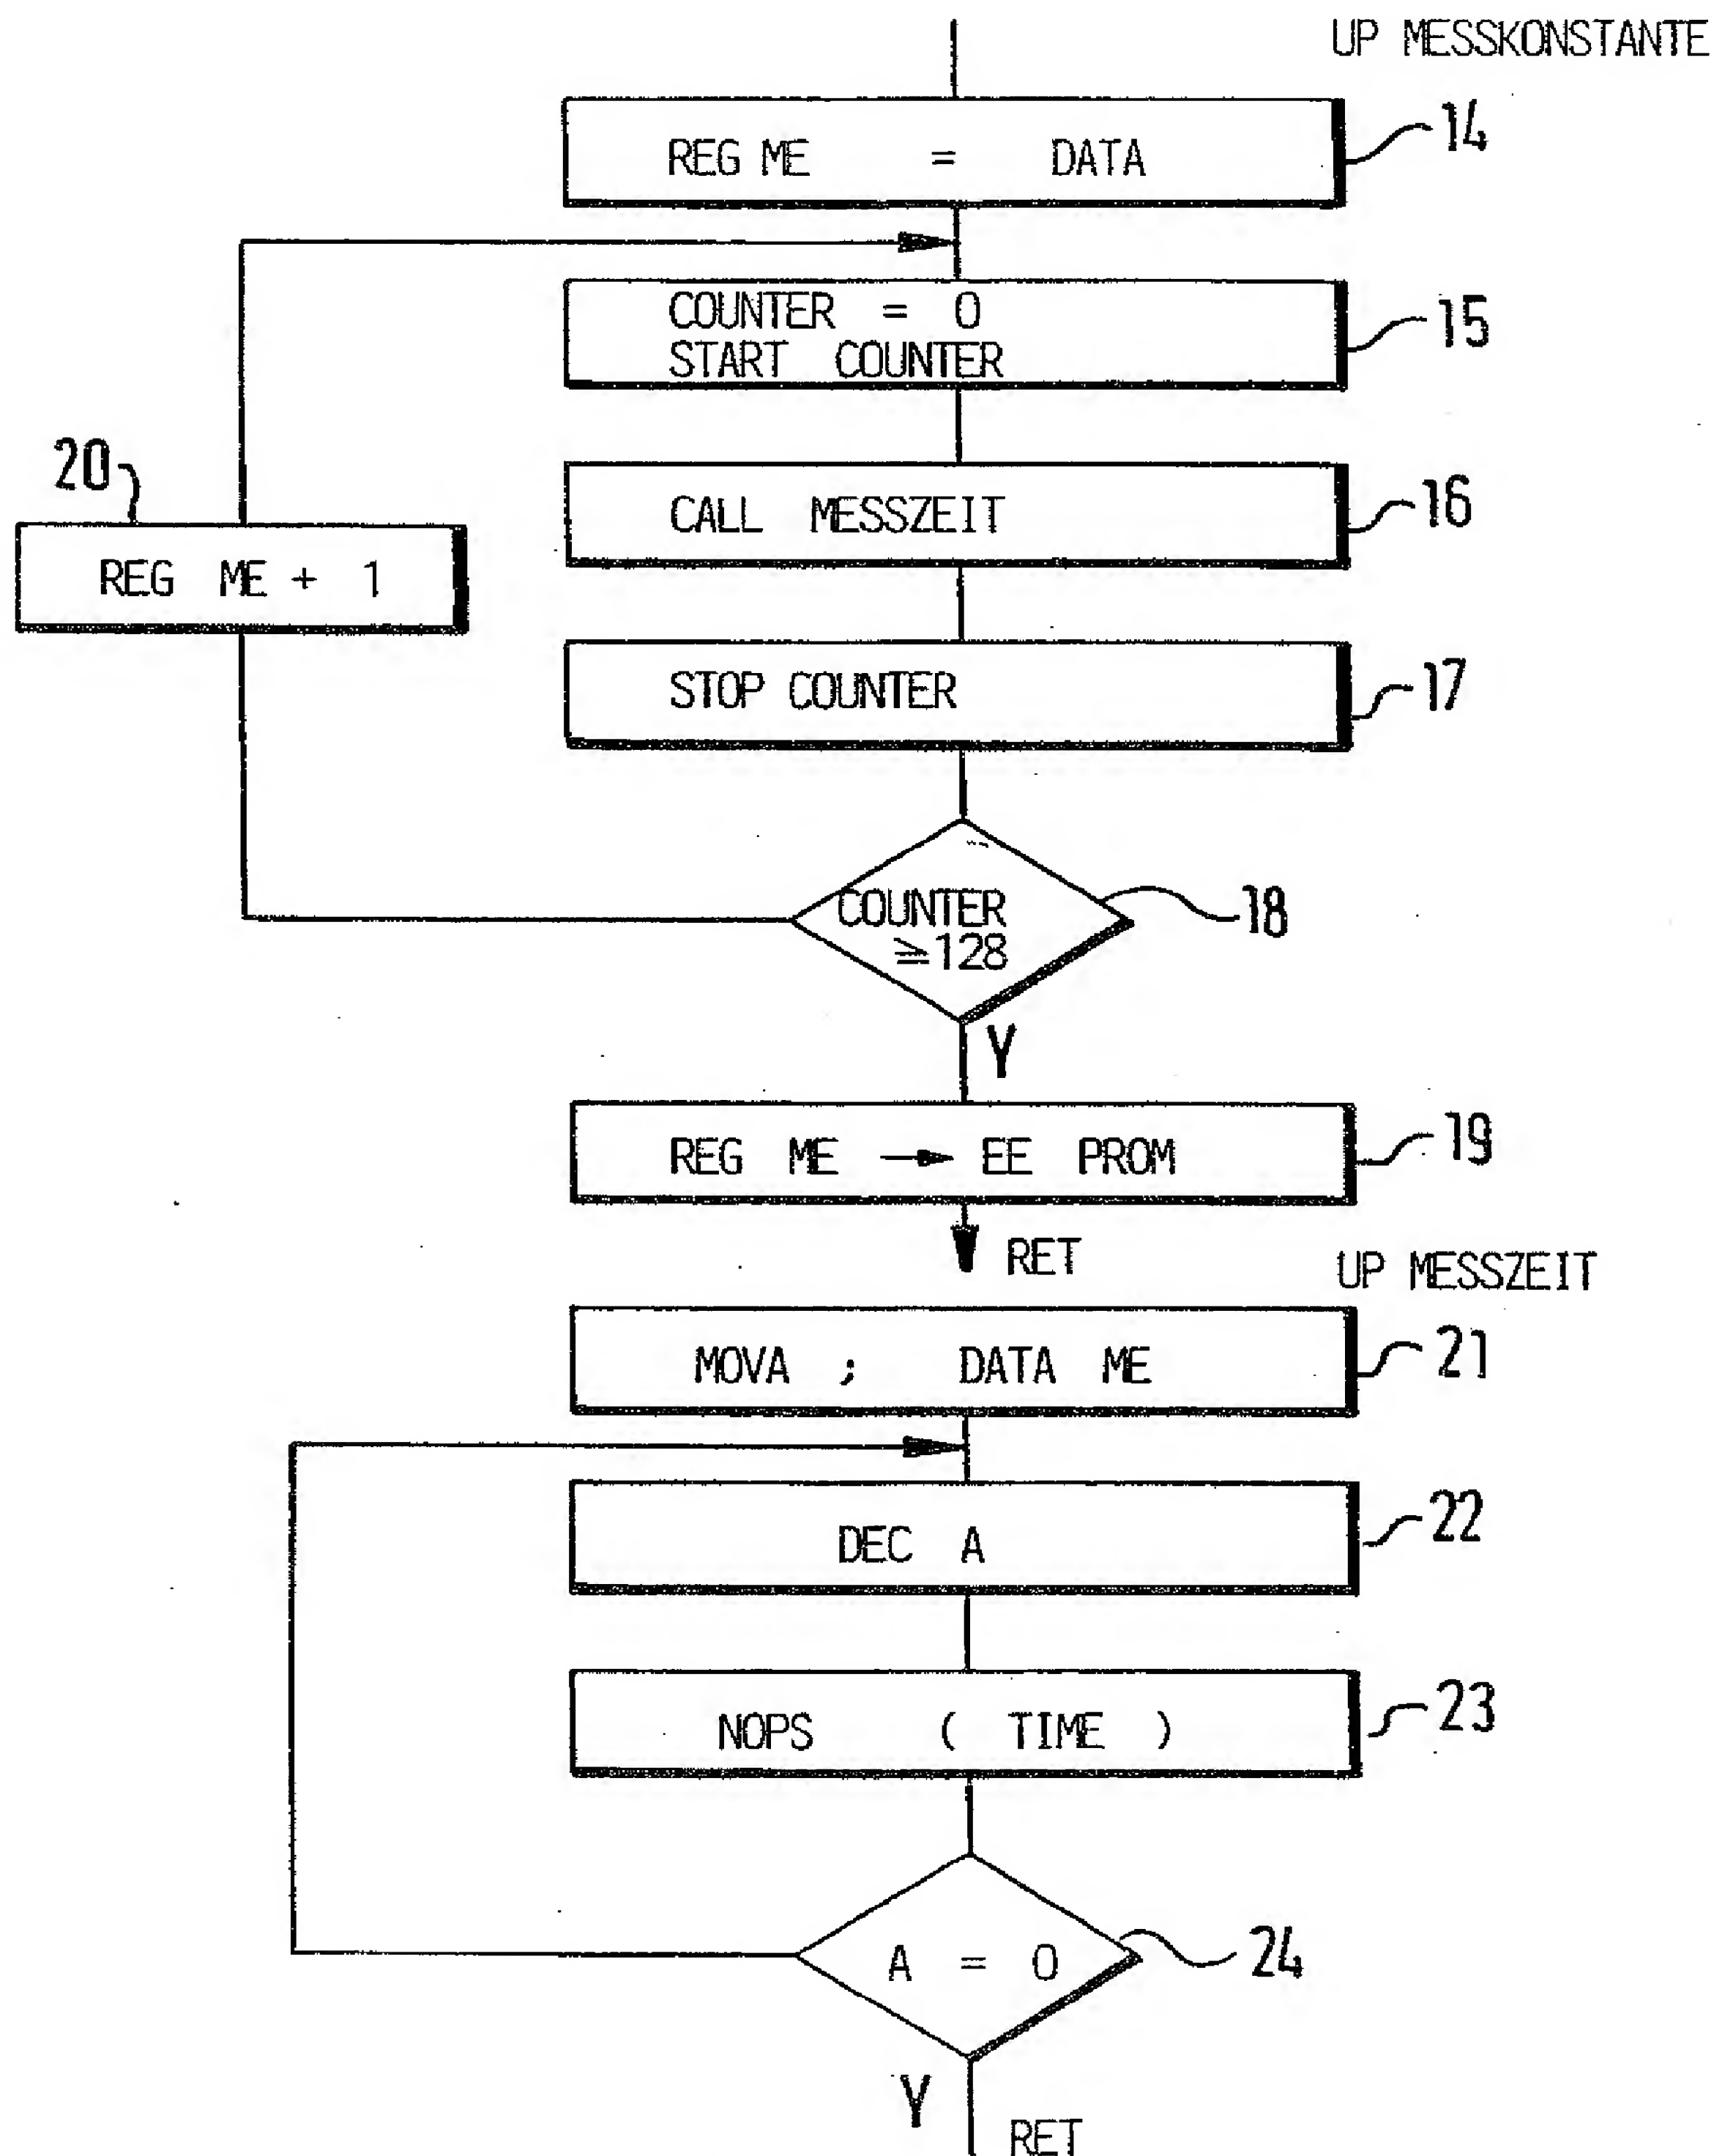 UP MESSKONSTANTE
REG ME = DATA
14
COUNTER = 0
START COUNTER
15
CALL MESSZEIT
16
20
REG ME + 1
STOP COUNTER
17
COUNTER
≧128
18
Y
REG ME → EE PROM
19
RET
UP MESSZEIT
MOVA ; DATA ME
21
DEC A
22
NOPS ( TIME )
23
A = 0
24
Y
RET